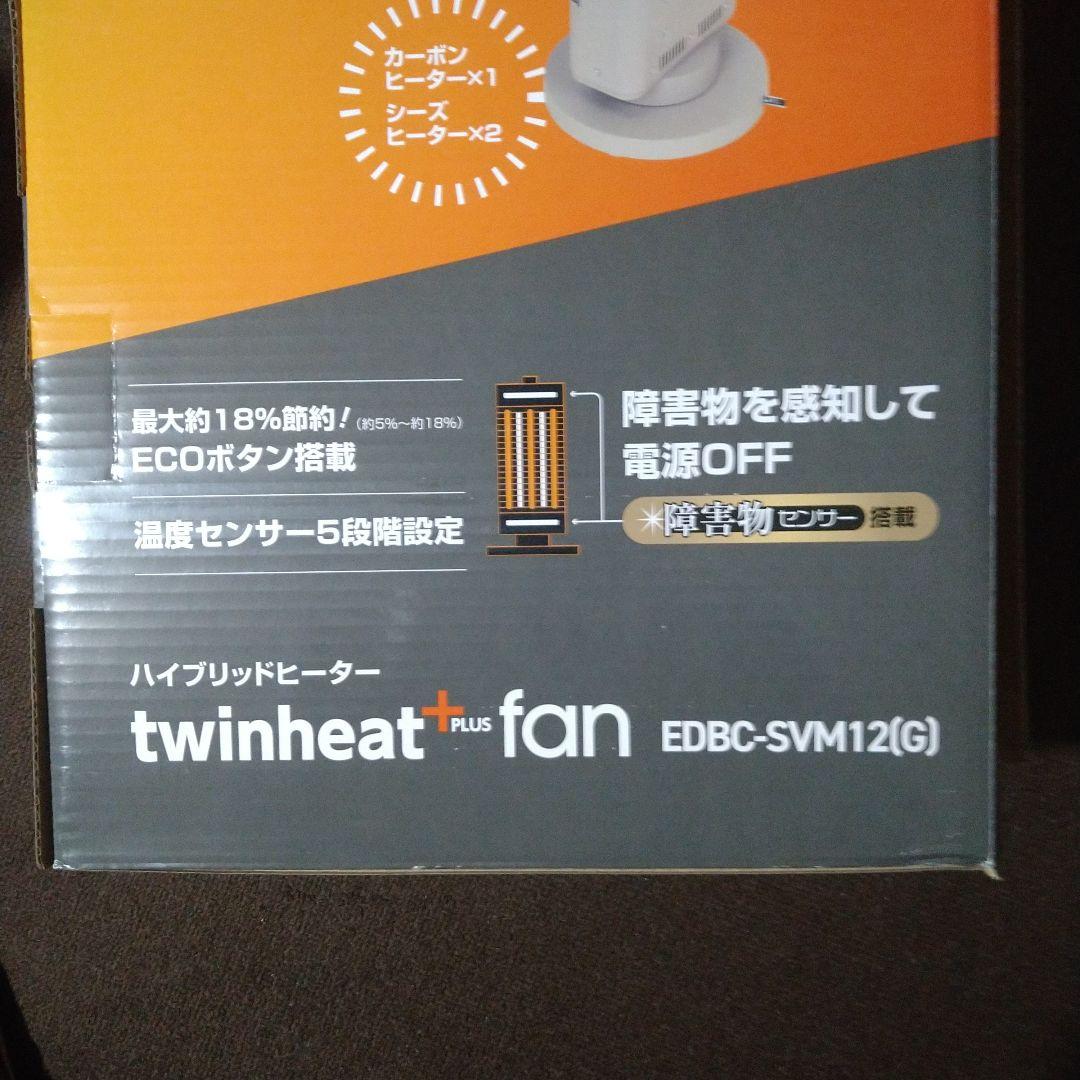 カーボン
ヒーター×1
シーズ
ヒーター×2
最大約18%節約!(約5%~約18%)
ECOボタン搭載
温度センサー5段階設定
障害物を感知して
電源OFF
障害物センサー搭載
ハイブリッドヒーター
twinheat+PLUS fan EDBC-SVM12(G)